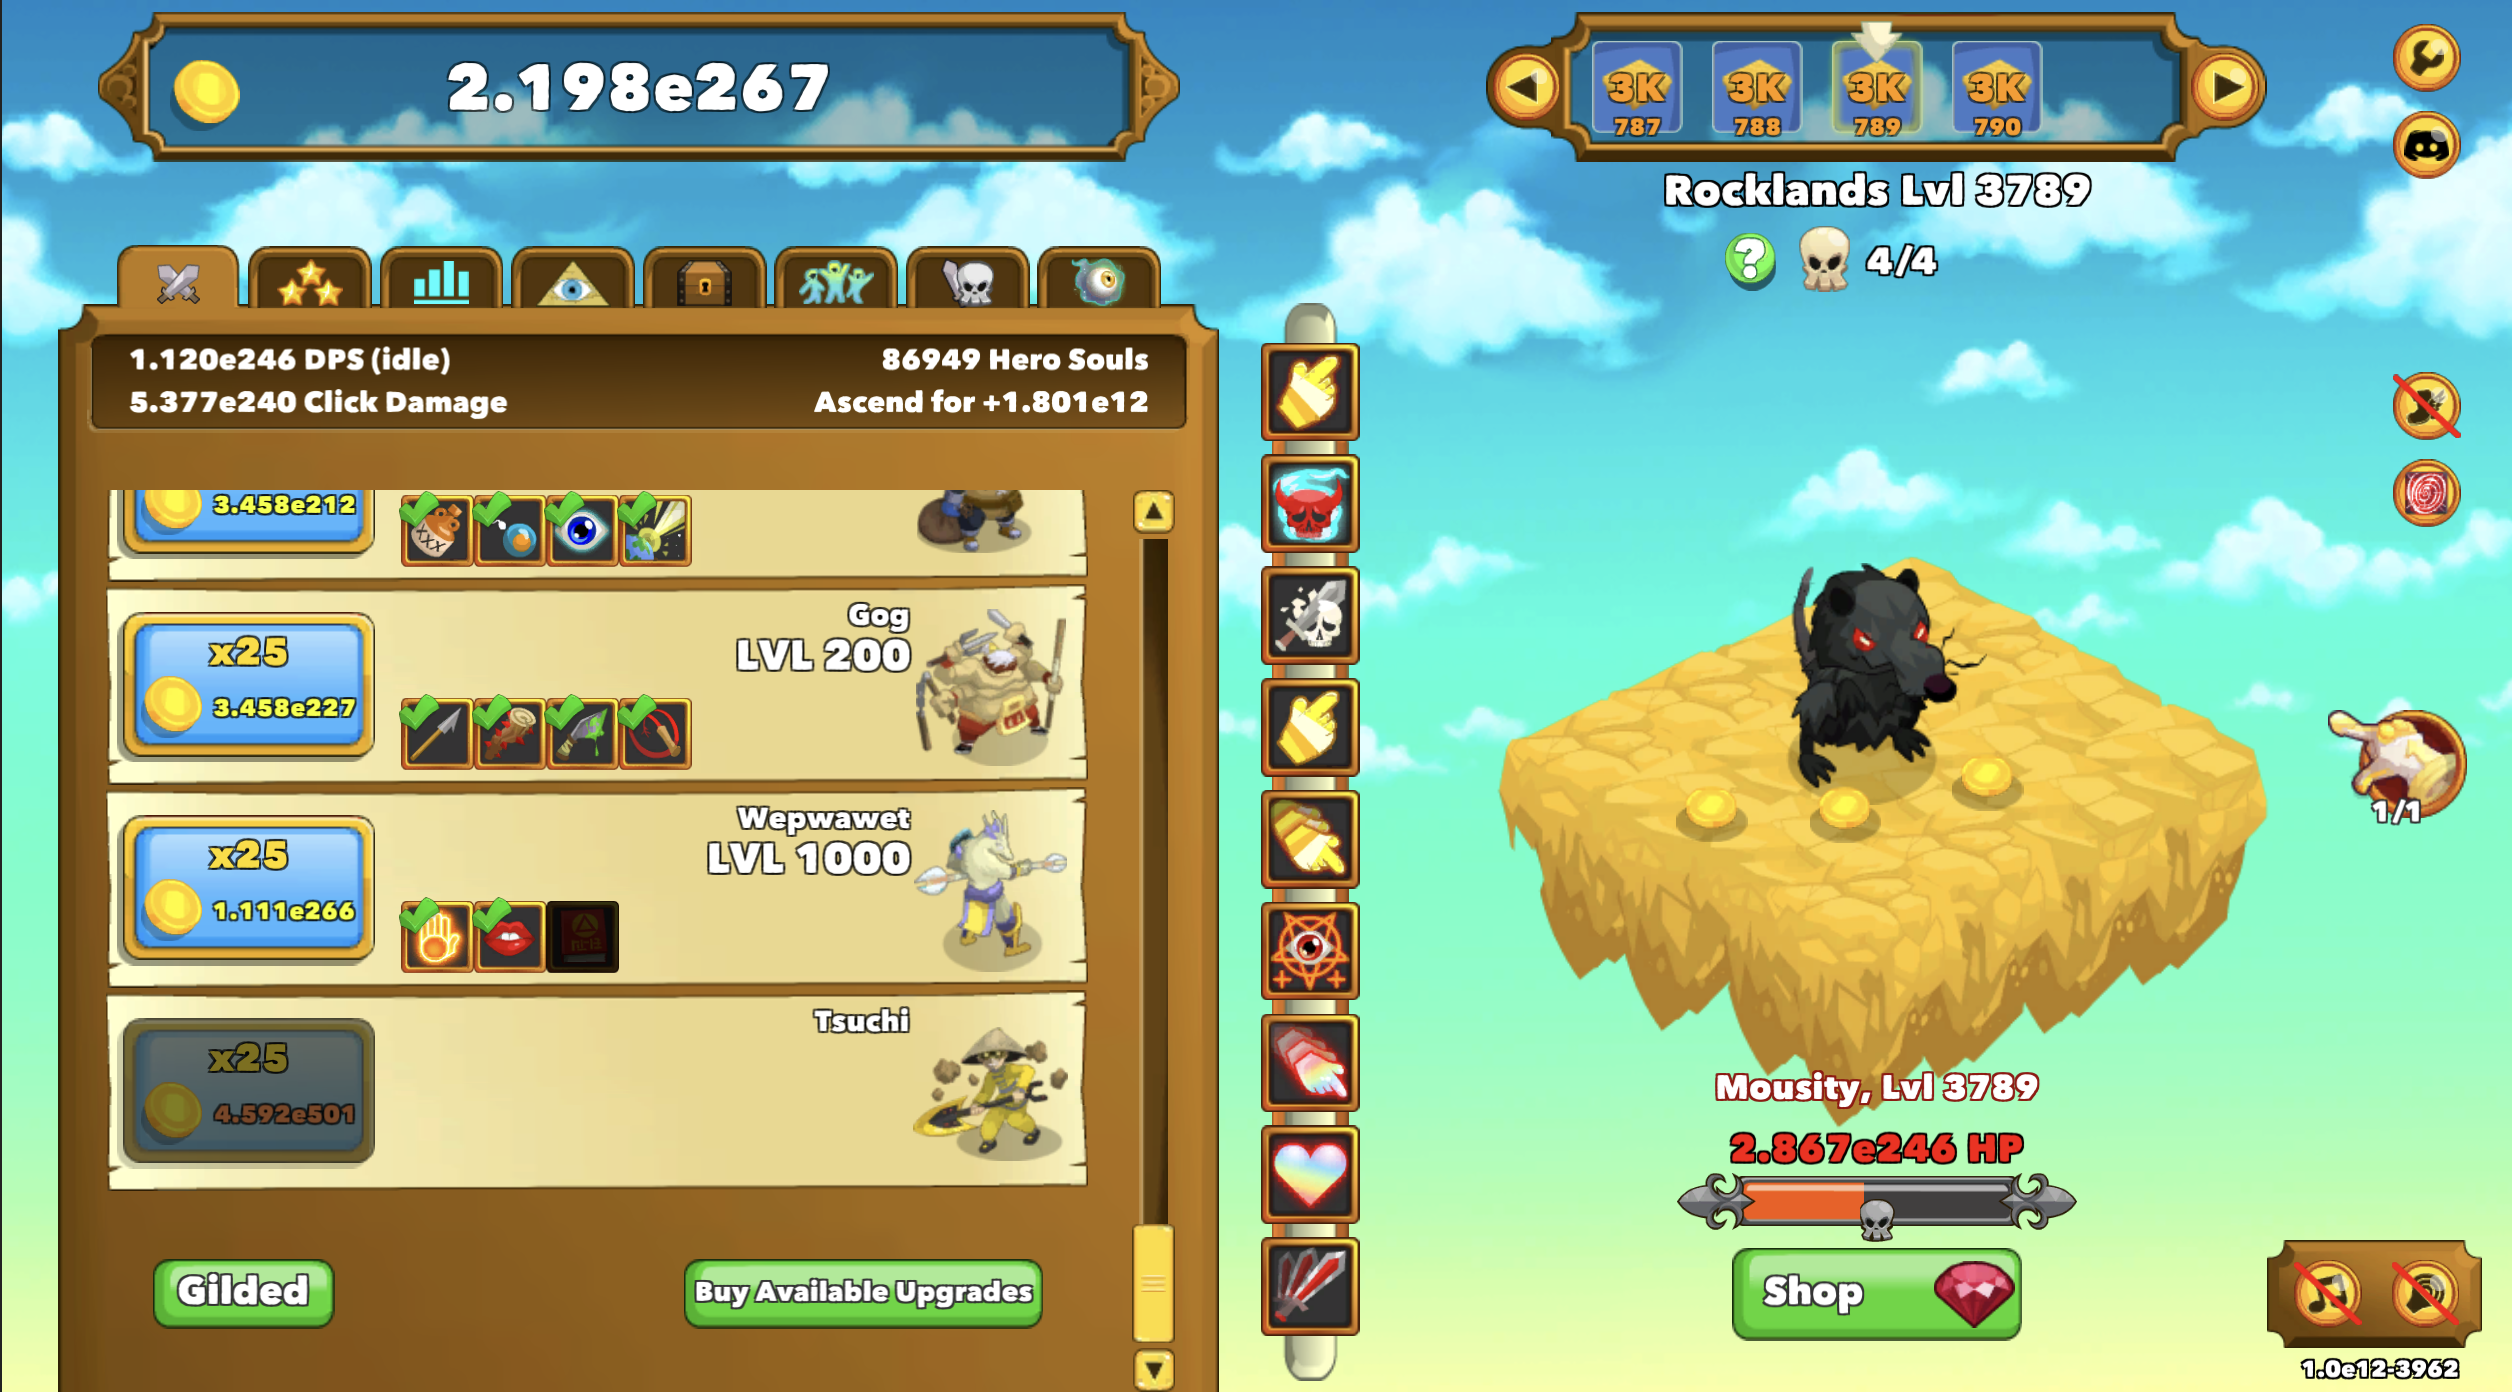 2.198e267
3K
787
3K
788
3K
789
3K
790
Rocklands Lvl 3789
4/4
1.120e246 DPS (idle)
86949 Hero Souls
5.377e240 Click Damage
Ascend for +1.801e12
3.458e212
XXX
Gog
LVL 200
x25
3.458e227
Wepwawet
LVL 1000
x25
1.111e266
Tsuchi
x25
4.592e501
Gilded
Buy Available Upgrades
1/1
Mousity, Lvl 3789
2.867e246 HP
Shop
1.0e12-3962